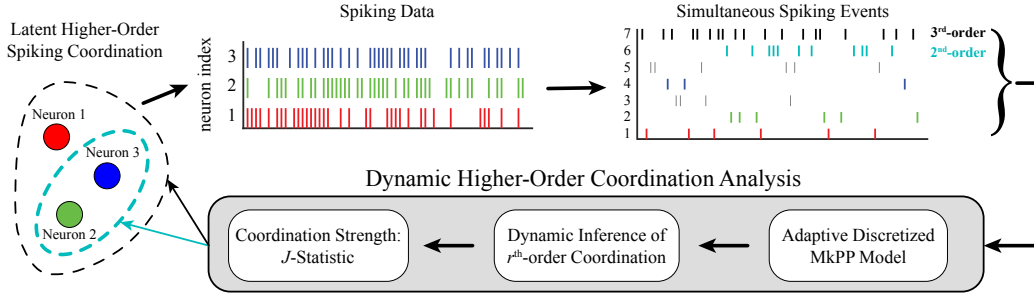 Latent Higher-Order
Spiking Coordination
Neuron 1
Neuron 3
Neuron 2
Spiking Data
neuron index
3
2
1
Simultaneous Spiking Events
7
6
5
4
3
2
1
3rd-order
2nd-order
Dynamic Higher-Order Coordination Analysis
Coordination Strength:
J-Statistic
Dynamic Inference of
rth-order Coordination
Adaptive Discretized
MkPP Model